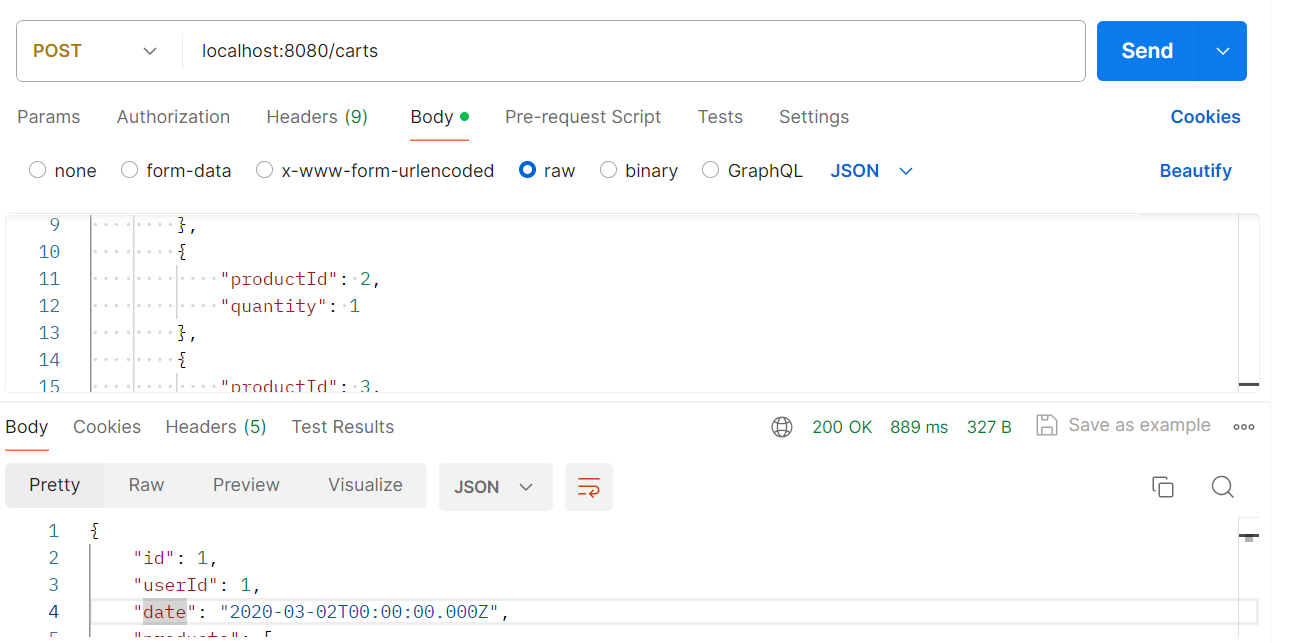 POST localhost:8080/carts Send
Params Authorization Headers (9) Body Pre-request Script Tests Settings Cookies
none form-data x-www-form-urlencoded raw binary GraphQL JSON Beautify
9 },
10 {
11 "productId": 2,
12 "quantity": 1
13 },
14 {
15 "productId": 3,
Body Cookies Headers (5) Test Results 200 OK 889 ms 327 B Save as example
Pretty Raw Preview Visualize JSON
1 {
2 "id": 1,
3 "userId": 1,
4 "date": "2020-03-02T00:00:00.000Z",
5 "products": [